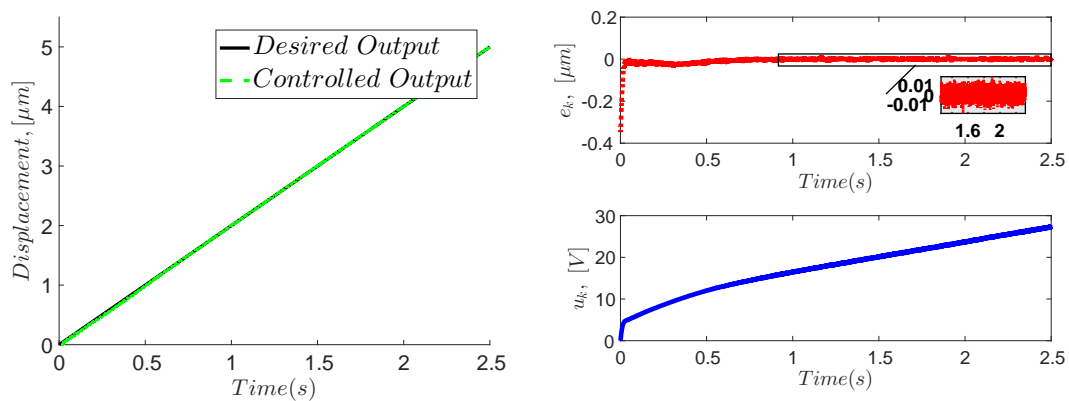 5
4
3
2
1
0
Displacement, [μm]
Desired Output
Controlled Output
0 0.5 1 1.5 2 2.5
Time(s)
0.2
0
-0.2
-0.4
e_k, [μm]
0.01
0
-0.01
1.6 2
0 0.5 1 1.5 2 2.5
Time(s)
30
20
10
0
u_k, [V]
0 0.5 1 1.5 2 2.5
Time(s)